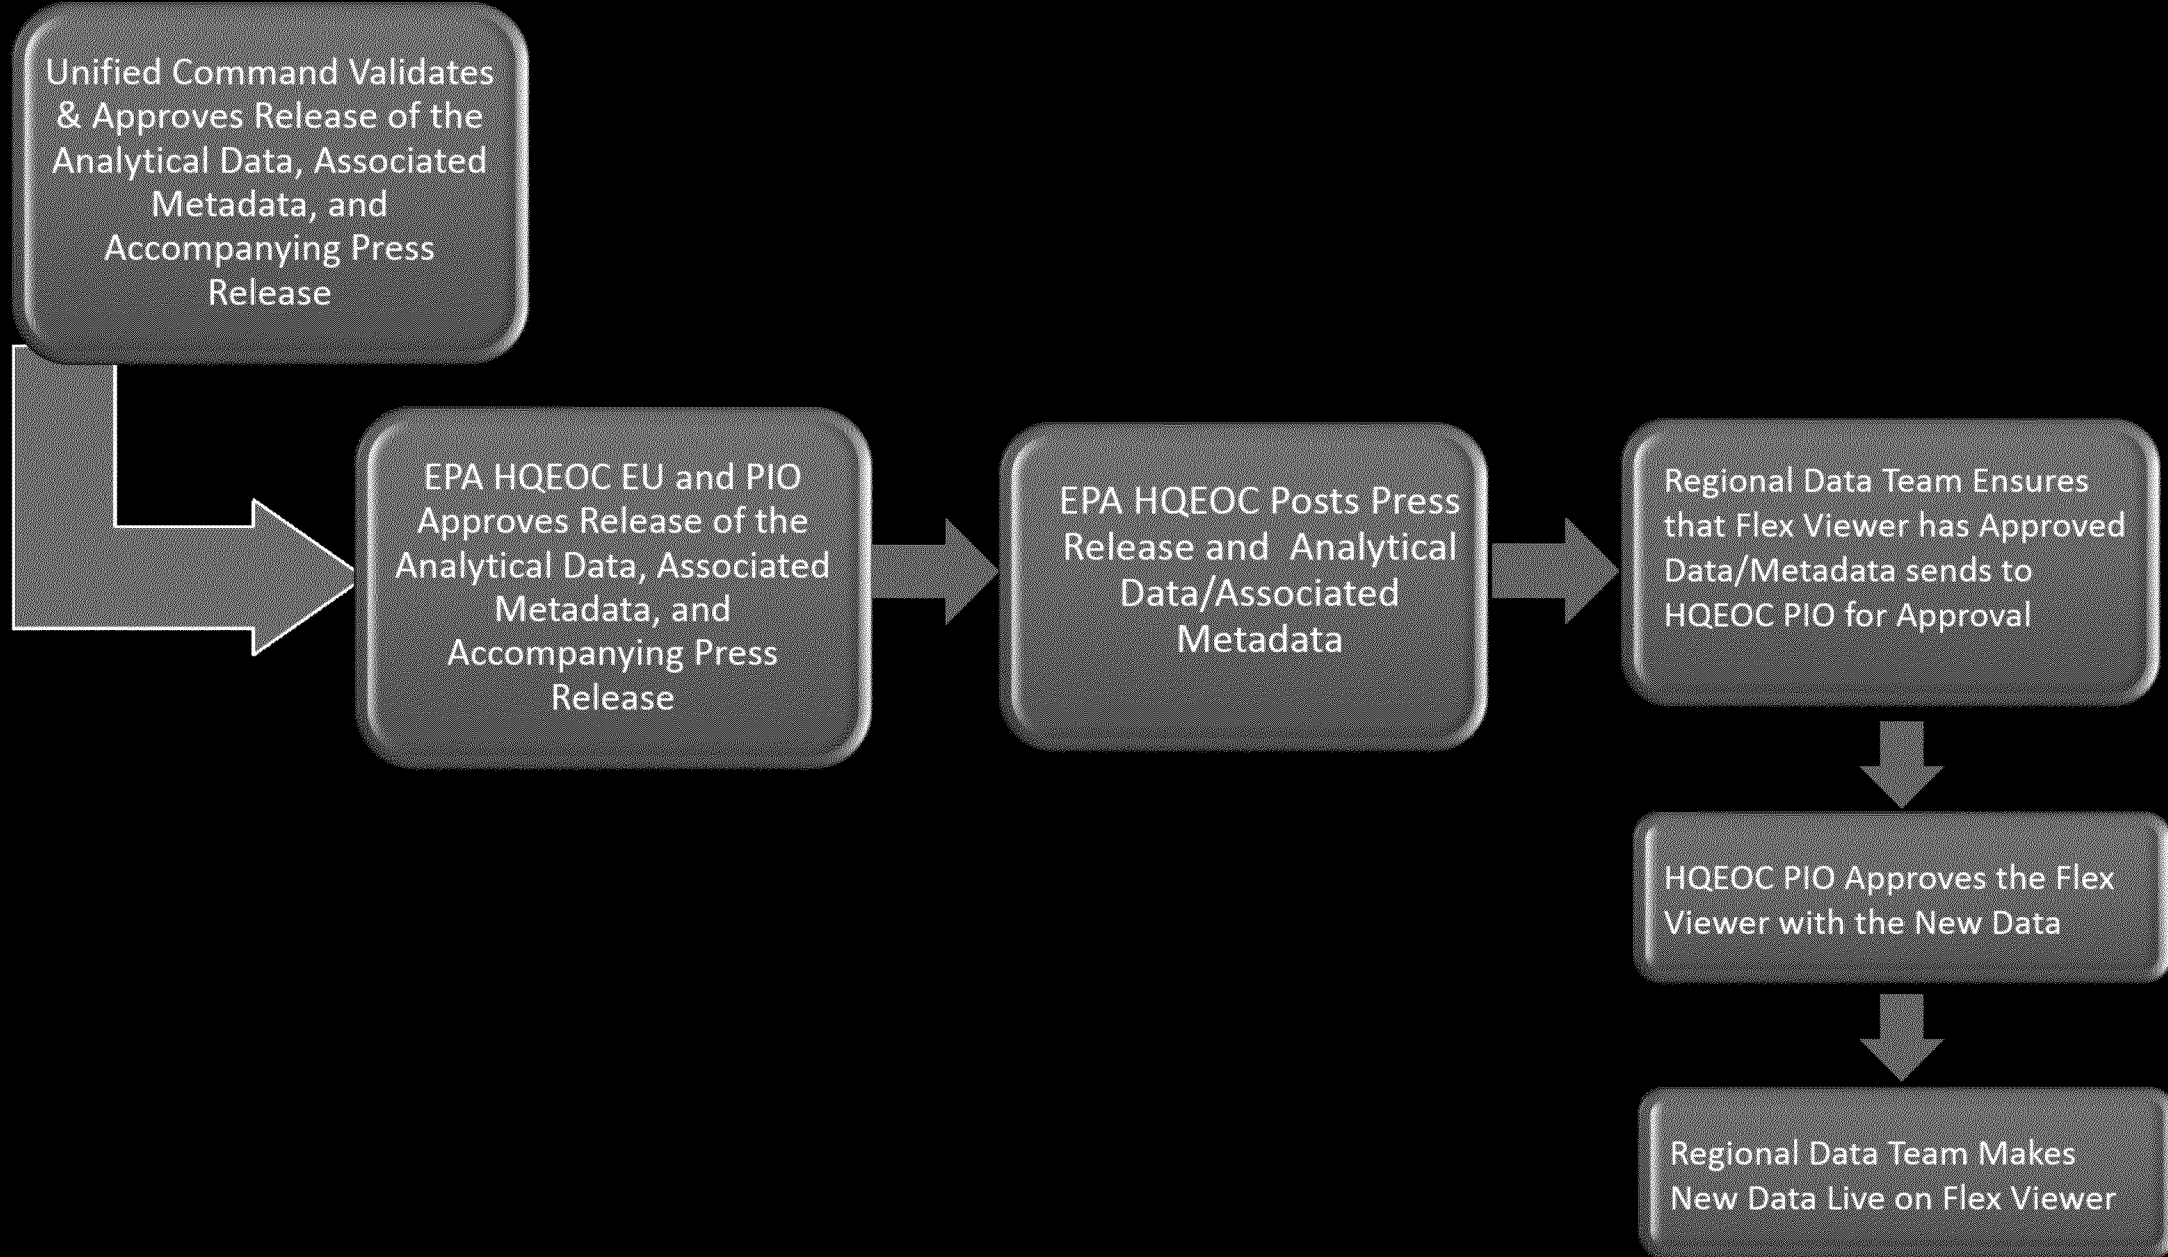 Unified Command Validates
& Approves Release of the
Analytical Data, Associated
Metadata, and
Accompanying Press
Release
EPA HQEOC EU and PIO
Approves Release of the
Analytical Data, Associated
Metadata, and
Accompanying Press
Release
EPA HQEOC Posts Press
Release and Analytical
Data/Associated
Metadata
Regional Data Team Ensures
that Flex Viewer has Approved
Data/Metadata sends to
HQEOC PIO for Approval
HQEOC PIO Approves the Flex
Viewer with the New Data
Regional Data Team Makes
New Data Live on Flex Viewer